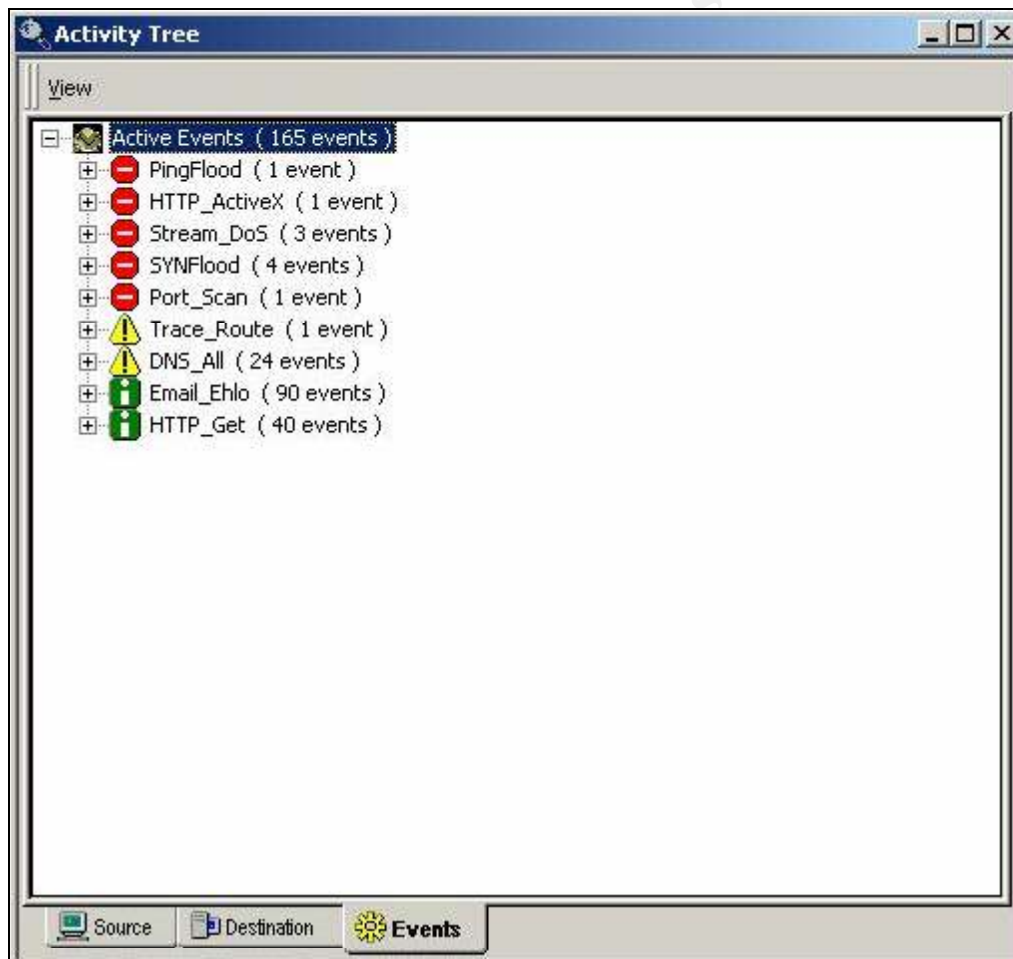 Activity Tree
View
Active Events ( 165 events )
PingFlood ( 1 event )
HTTP_ActiveX ( 1 event )
Stream_DoS ( 3 events )
SYNFlood ( 4 events )
Port_Scan ( 1 event )
Trace_Route ( 1 event )
DNS_All ( 24 events )
Email_Ehlo ( 90 events )
HTTP_Get ( 40 events )
Source Destination Events